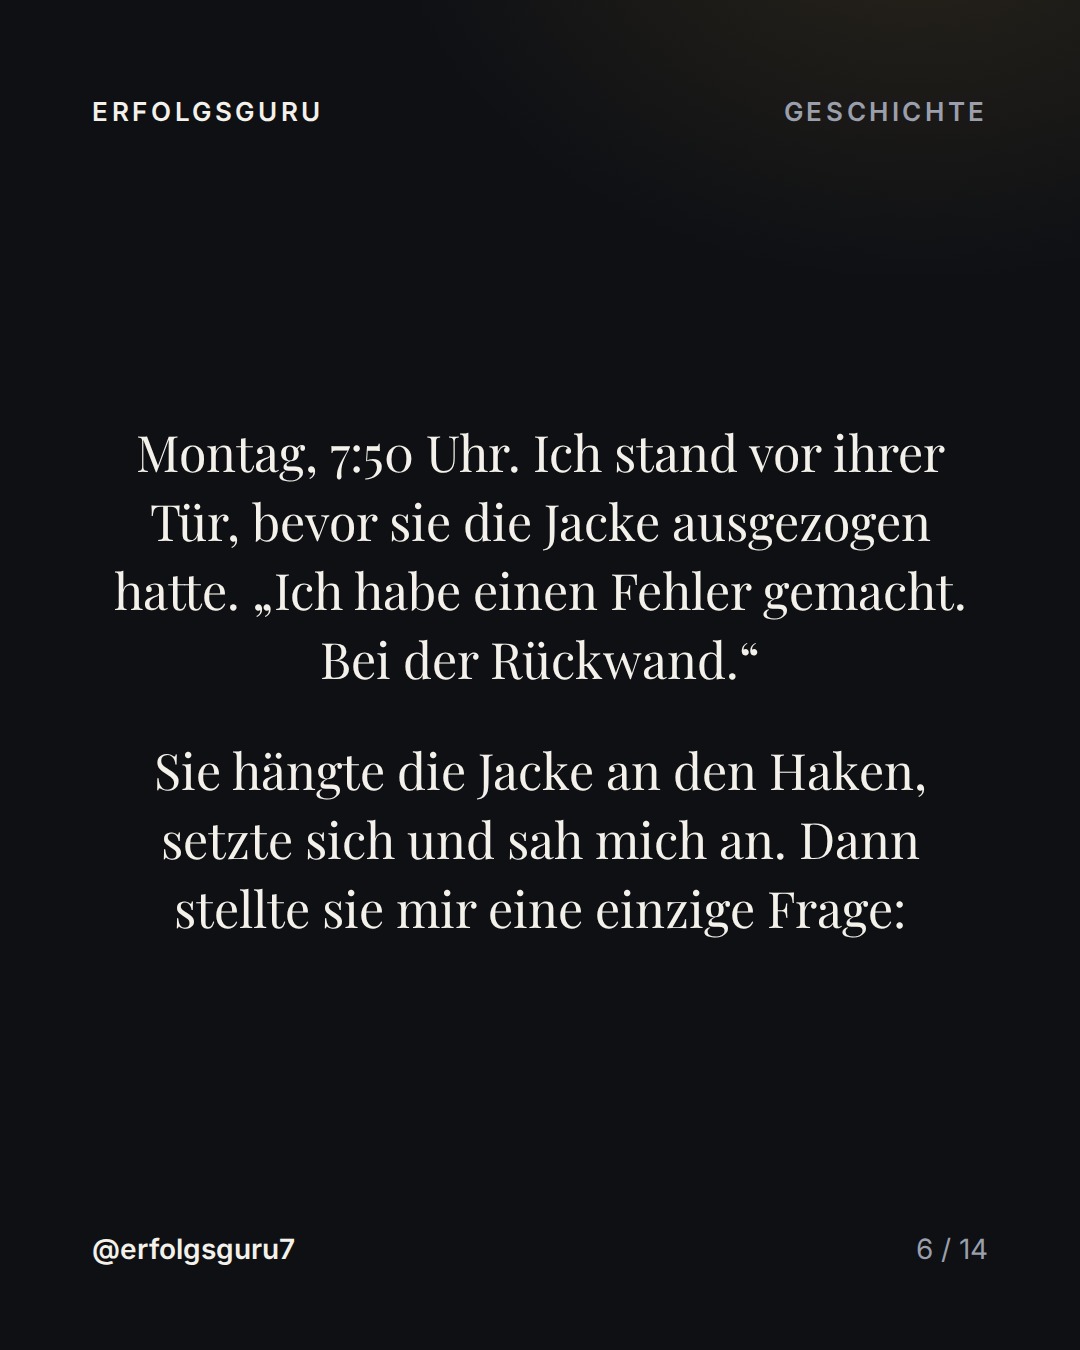 ERFOLGSGURU
GESCHICHTE
Montag, 7:50 Uhr. Ich stand vor ihrer
Tür, bevor sie die Jacke ausgezogen
hatte. „Ich habe einen Fehler gemacht.
Bei der Rückwand.“
Sie hängte die Jacke an den Haken,
setzte sich und sah mich an. Dann
stellte sie mir eine einzige Frage:
@erfolgsguru7
6 / 14